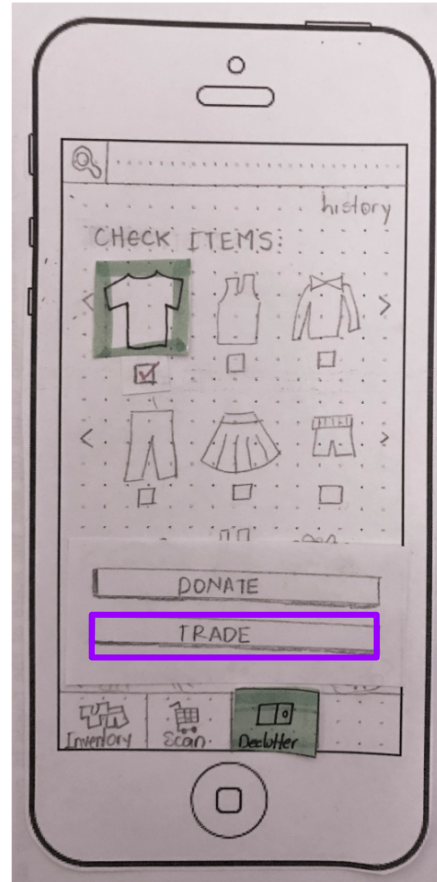 history
CHECK ITEMS:
DONATE
TRADE
Inventory
Scan
Declutter